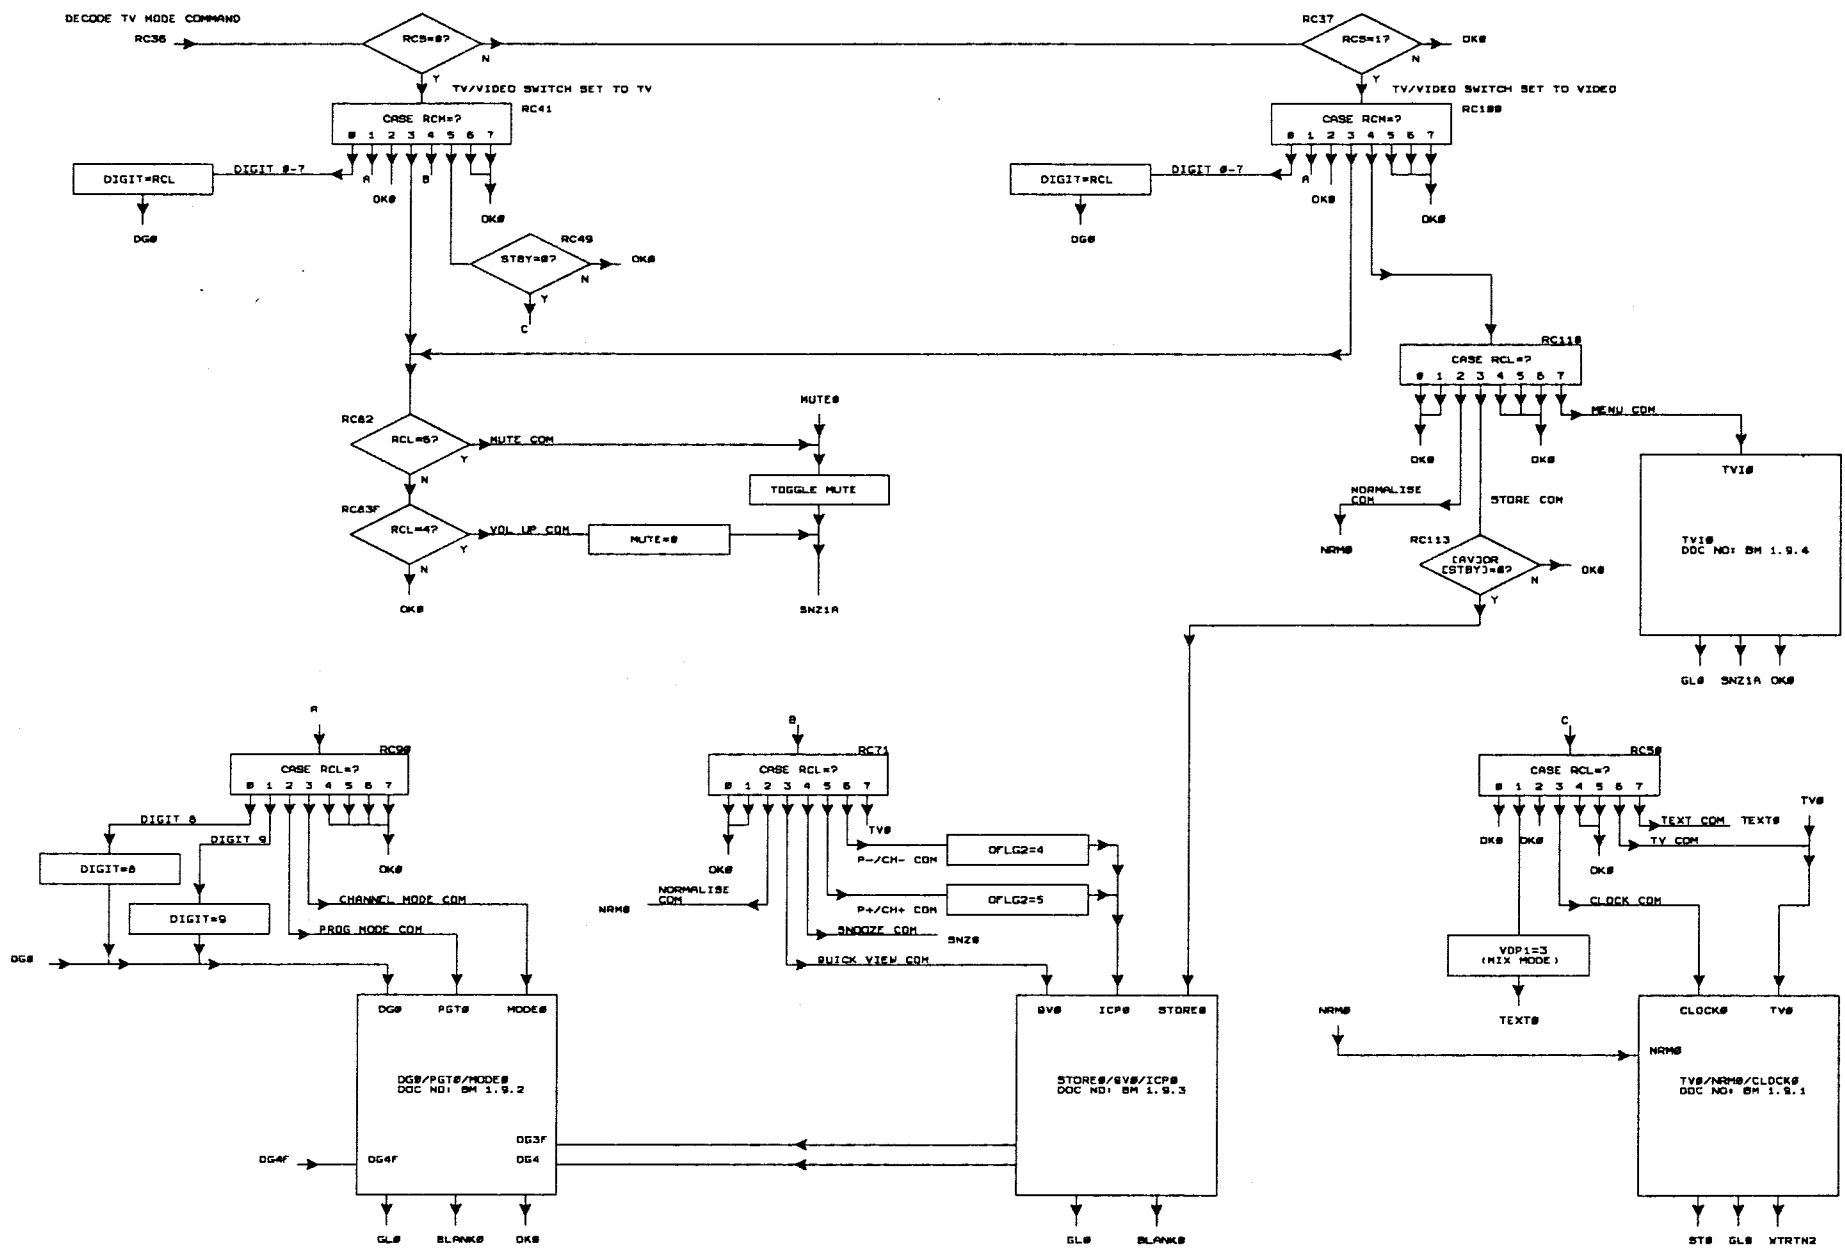 DECODE TV MODE COMMAND
RC36
RCS=0?
N
Y
RC37
RCS=1?
N
Y
OK0
TV/VIDEO SWITCH SET TO TV
RC41
CASE RCM=?
0 1 2 3 4 5 6 7
TV/VIDEO SWITCH SET TO VIDEO
RC100
CASE RCM=?
0 1 2 3 4 5 6 7
DIGIT 0-7
DIGIT=RCL
DG0
A
OK0
B
OK0
RC49
STBY=0?
N
OK0
Y
C
DIGIT 0-7
DIGIT=RCL
DG0
A
OK0
OK0
RC110
CASE RCL=?
0 1 2 3 4 5 6 7
MENU COM
OK0
OK0
NORMALISE
COM
NRM0
STORE COM
RC113
[AV]OR
[STBY]=0?
N
OK0
Y
TVI0
TVI0
DOC NO: BM 1.9.4
GL0
SNZ1A
OK0
RC82
RCL=6?
Y
N
MUTE COM
MUTE0
TOGGLE MUTE
RC83F
RCL=4?
Y
N
VOL UP COM
MUTE=0
OK0
SNZ1A
A
RC90
CASE RCL=?
0 1 2 3 4 5 6 7
DIGIT 8
DIGIT 9
OK0
DIGIT=8
DIGIT=9
CHANNEL MODE COM
PROG MODE COM
DG0
DG0
PGT0
MODE0
DG0/PGT0/MODE0
DOC NO: BM 1.9.2
DG3F
DG4
DG4F
DG4F
GL0
BLANK0
OK0
B
RC71
CASE RCL=?
0 1 2 3 4 5 6 7
OK0
TV0
NORMALISE
COM
NRM0
P-/CH- COM
OFLG2=4
P+/CH+ COM
OFLG2=5
SNOOZE COM
SNZ0
QUICK VIEW COM
QV0
ICP0
STORE0
STORE0/QV0/ICP0
DOC NO: BM 1.9.3
GL0
BLANK0
C
RC50
CASE RCL=?
0 1 2 3 4 5 6 7
TEXT COM
TEXT0
TV0
TV COM
OK0
OK0
OK0
CLOCK COM
VDP1=3
(MIX MODE)
TEXT0
NRM0
CLOCK0
TV0
NRM0
TV0/NRM0/CLOCK0
DOC NO: BM 1.9.1
ST0
GL0
WTRTN2